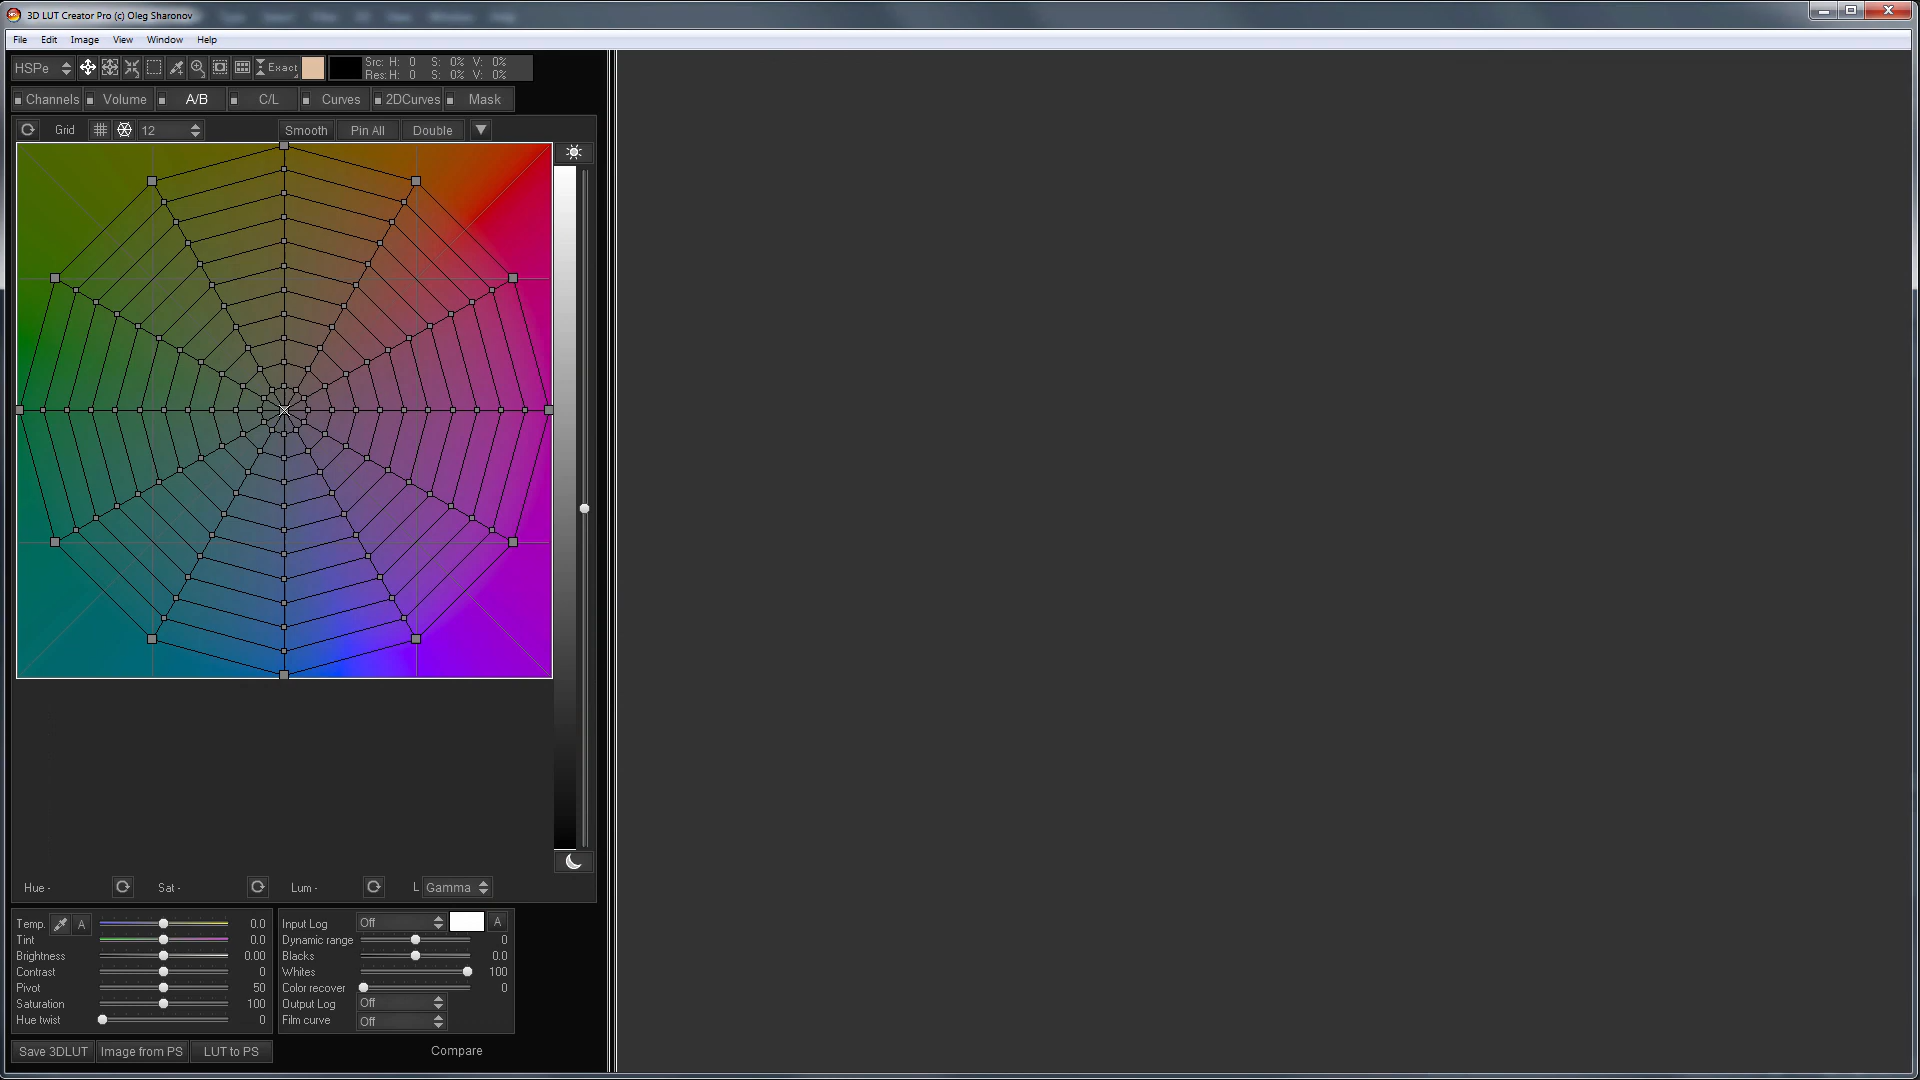 3D LUT Creator Pro (c) Oleg Sharonov
File Edit Image View Window Help
HSPe Exact Src: H: 0 S: 0% V: 0%
Res: H: 0 S: 0% V: 0%
Channels Volume A/B C/L Curves 2DCurves Mask
Grid 12 Smooth Pin All Double
Hue - Sat - Lum - L Gamma
Temp. A 0.0 Input Log Off A
Tint 0.0 Dynamic range 0
Brightness 0.00 Blacks 0.0
Contrast 0 Whites 100
Pivot 50 Color recover 0
Saturation 100 Output Log Off
Hue twist 0 Film curve Off
Save 3DLUT Image from PS LUT to PS Compare